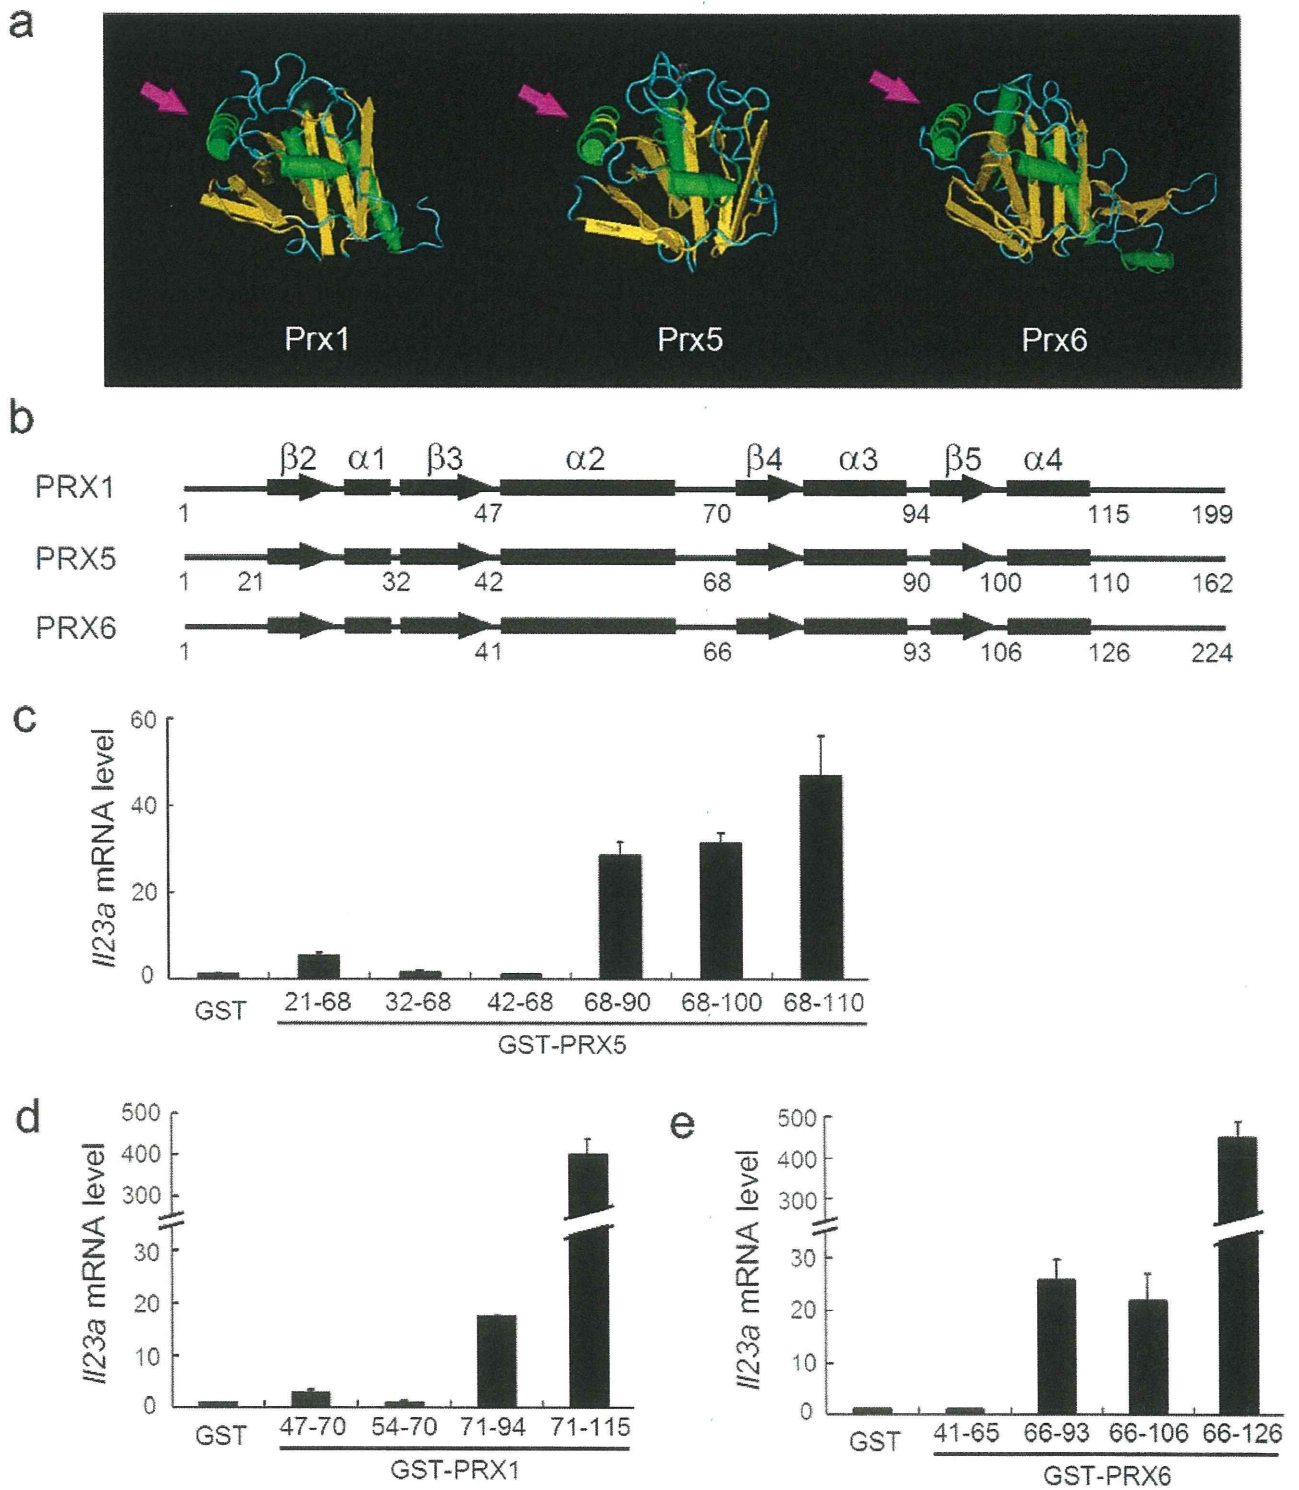 a
Prx1 Prx5 Prx6
b
β2 α1 β3 α2 β4 α3 β5 α4
PRX1
1 47 70 94 115 199
PRX5
1 21 32 42 68 90 100 110 162
PRX6
1 41 66 93 106 126 224
c
Il23a mRNA level
60
40
20
0
GST 21-68 32-68 42-68 68-90 68-100 68-110
GST-PRX5
d
Il23a mRNA level
500
400
300
30
20
10
0
GST 47-70 54-70 71-94 71-115
GST-PRX1
e
Il23a mRNA level
500
400
300
30
20
10
0
GST 41-65 66-93 66-106 66-126
GST-PRX6